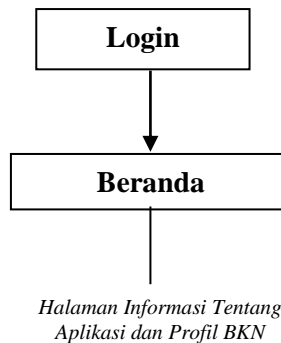 Login
Beranda
Halaman Informasi Tentang
Aplikasi dan Profil BKN